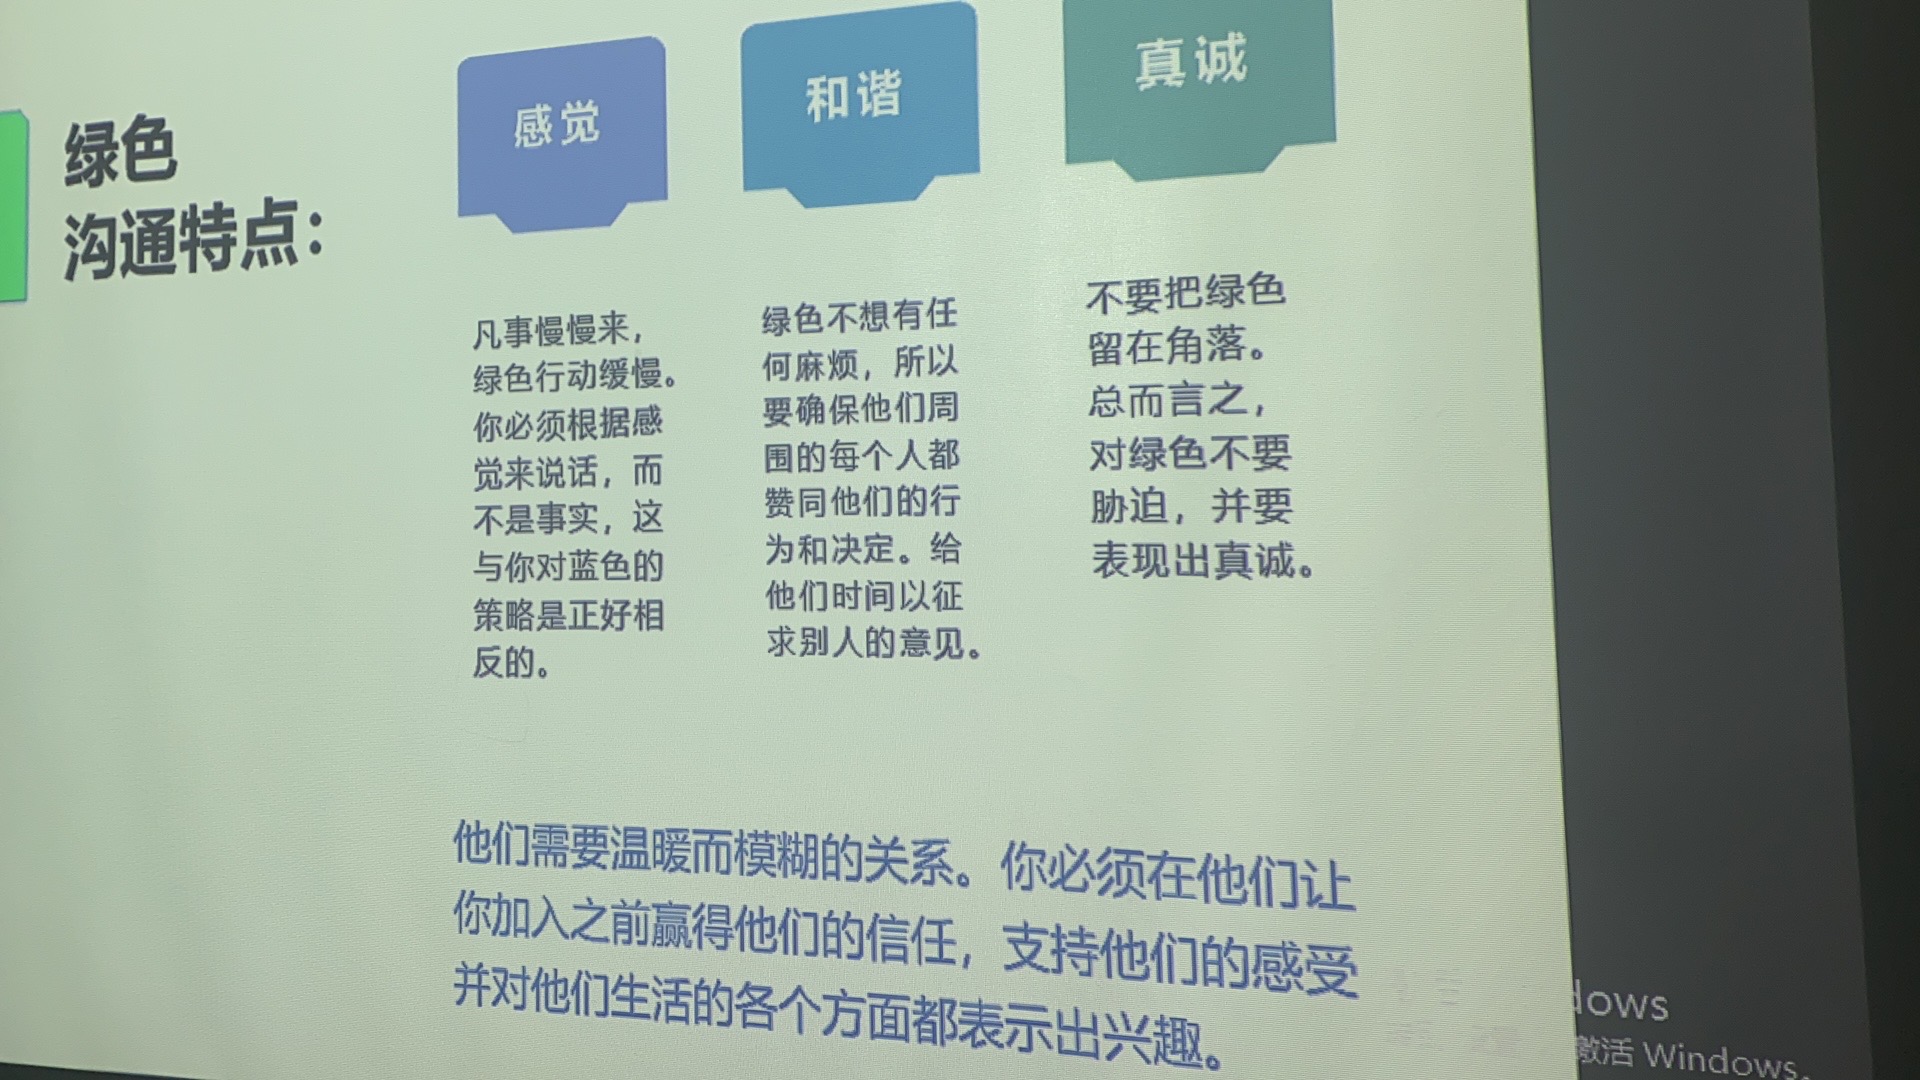 绿色
沟通特点：
感觉
凡事慢慢来，
绿色行动缓慢。
你必须根据感
觉来说话，而
不是事实，这
与你对蓝色的
策略是正好相
反的。
和谐
绿色不想有任
何麻烦，所以
要确保他们周
围的每个人都
赞同他们的行
为和决定。给
他们时间以征
求别人的意见。
真诚
不要把绿色
留在角落。
总而言之，
对绿色不要
胁迫，并要
表现出真诚。
他们需要温暖而模糊的关系。你必须在他们让
你加入之前赢得他们的信任，支持他们的感受
并对他们生活的各个方面都表示出兴趣。
dows
激活 Windows。